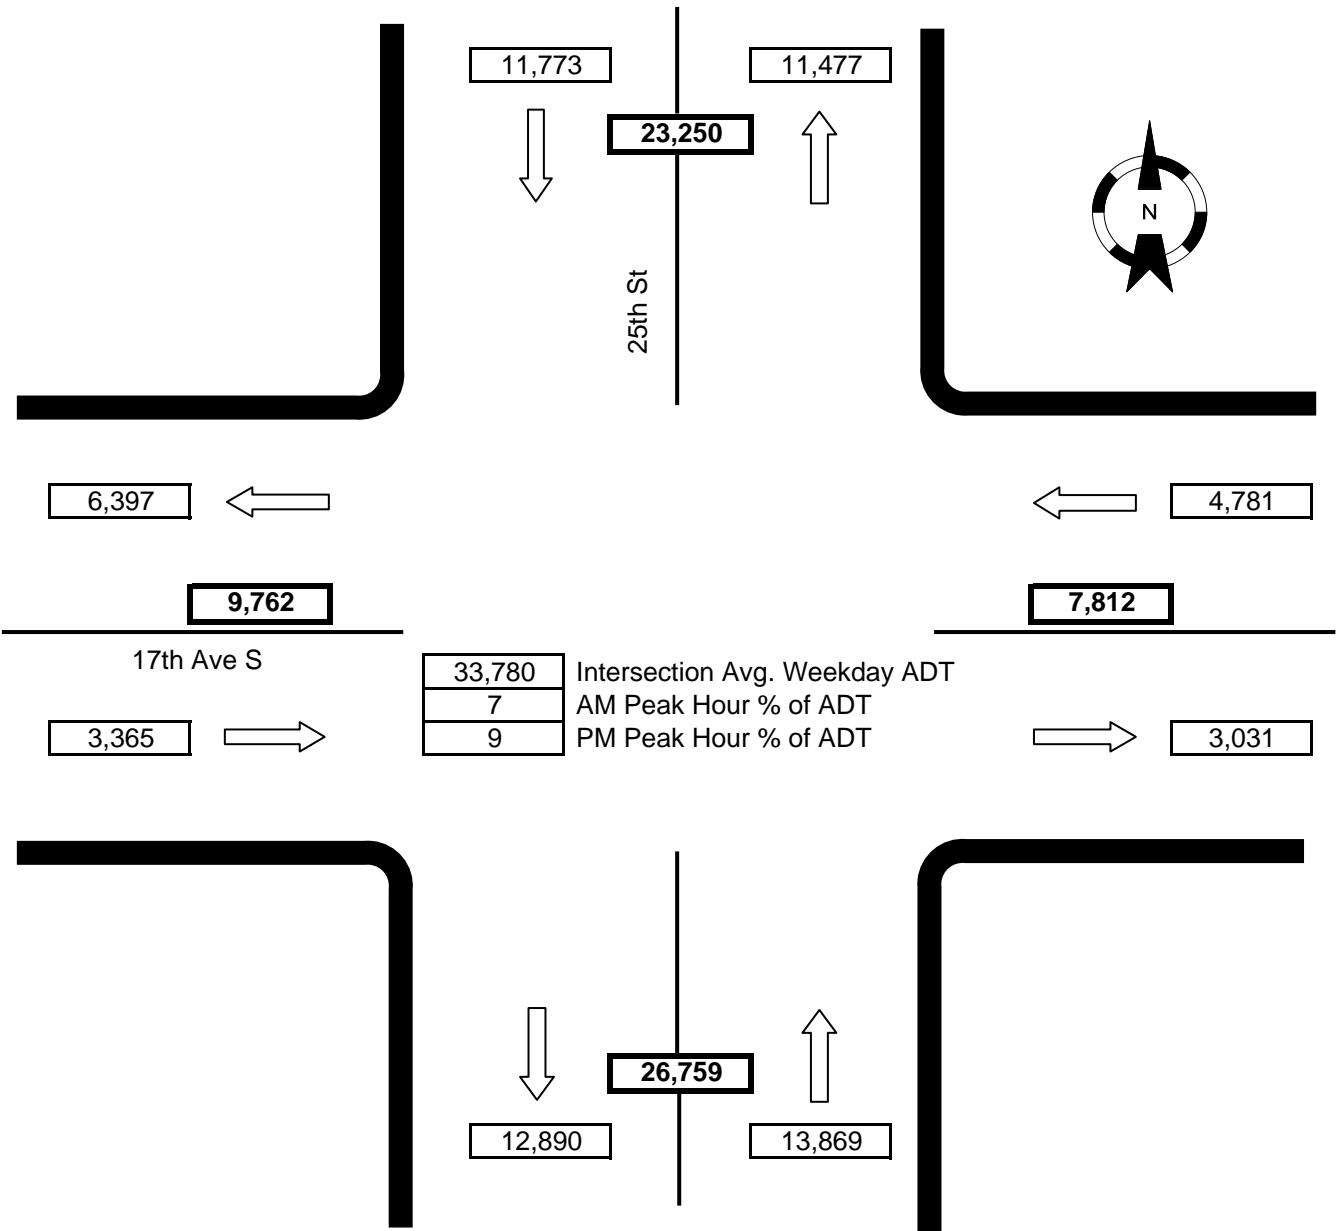 11,773
11,477
23,250
N
25th St
6,397
4,781
9,762
7,812
17th Ave S
33,780 Intersection Avg. Weekday ADT
7 AM Peak Hour % of ADT
9 PM Peak Hour % of ADT
3,365
3,031
26,759
12,890
13,869